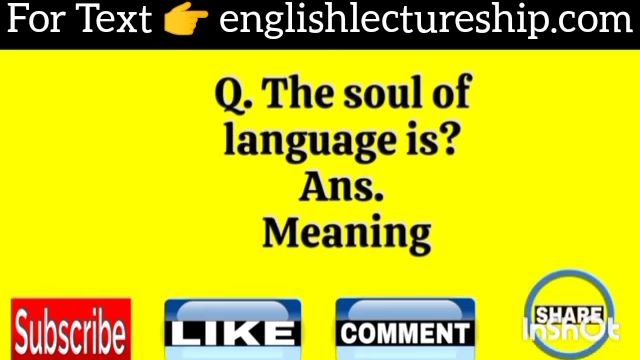 For Text 👉 englishlectureship.com
Q. The soul of
language is?
Ans.
Meaning
Subscribe
LIKE
COMMENT
SHARE
InShOt